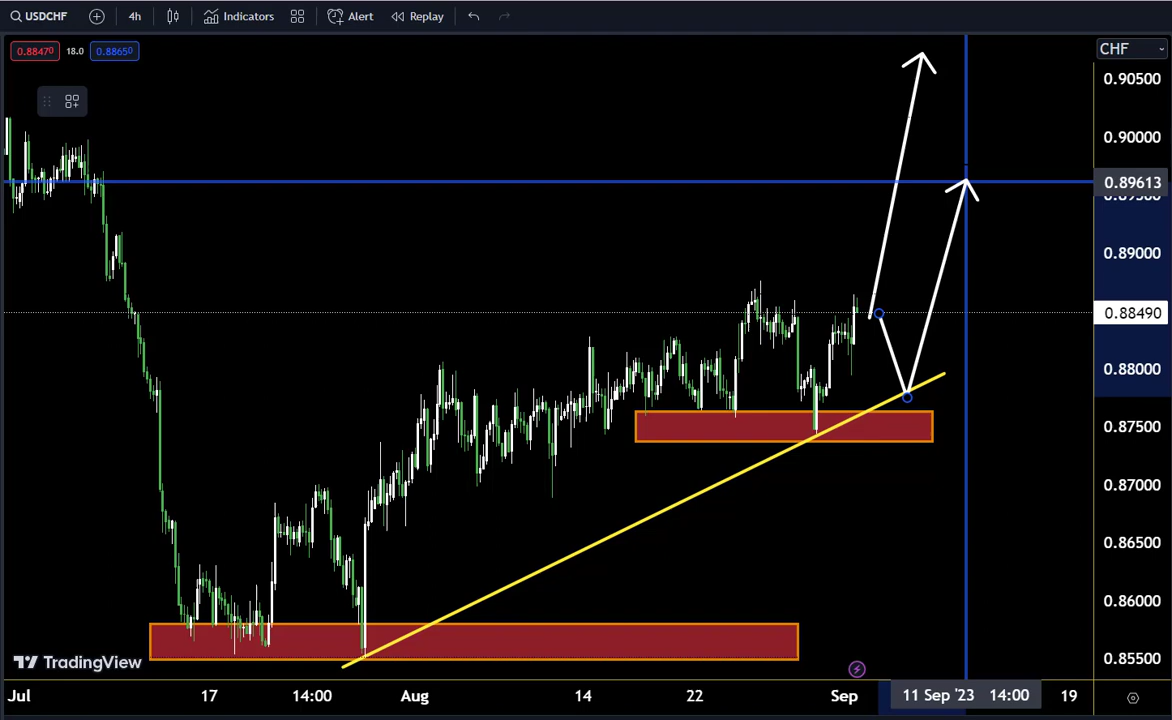 USDCHF 4h Indicators Alert Replay
0.88470 18.0 0.88650
CHF
0.90500
0.90000
0.89613
0.89000
0.88490
0.88000
0.87500
0.87000
0.86500
0.86000
0.85500
TradingView
Jul 17 14:00 Aug 14 22 Sep 11 Sep '23 14:00 19